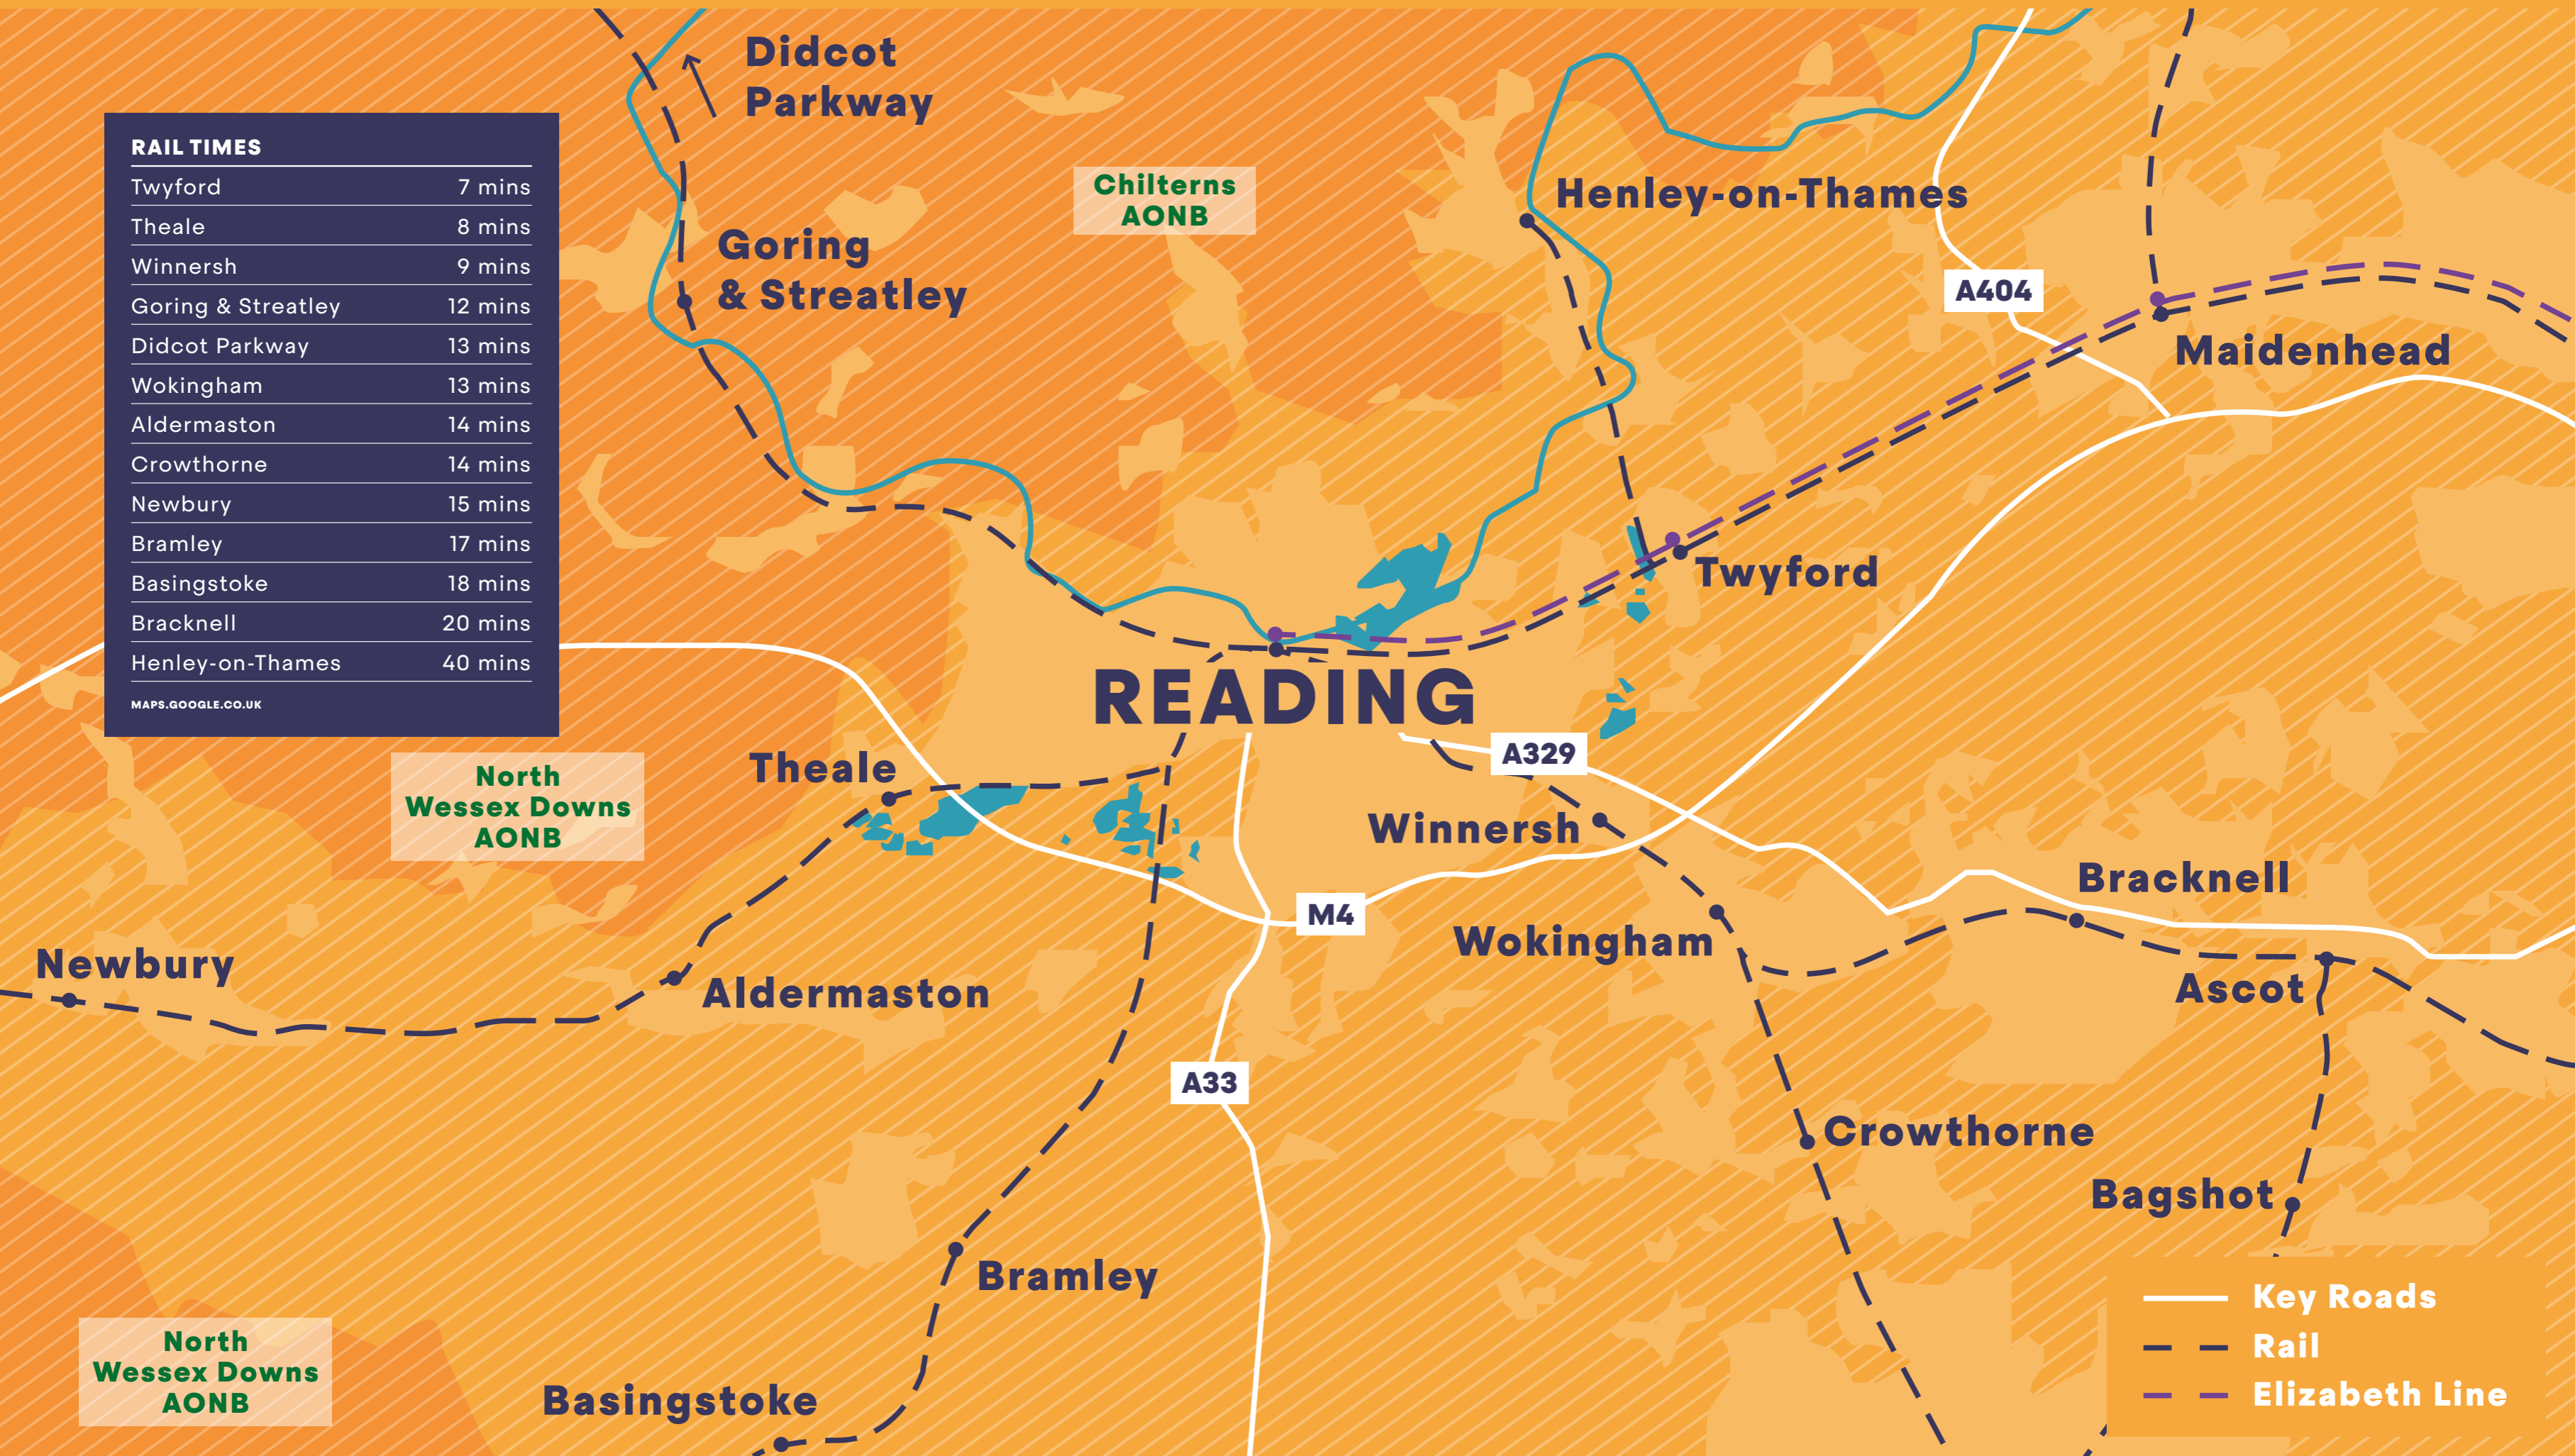 Didcot
Parkway
RAIL TIMES
Twyford 7 mins
Theale 8 mins
Winnersh 9 mins
Goring & Streatley 12 mins
Didcot Parkway 13 mins
Wokingham 13 mins
Aldermaston 14 mins
Crowthorne 14 mins
Newbury 15 mins
Bramley 17 mins
Basingstoke 18 mins
Bracknell 20 mins
Henley-on-Thames 40 mins
MAPS.GOOGLE.CO.UK
Chilterns
AONB
Henley-on-Thames
Goring
& Streatley
A404
Maidenhead
Twyford
READING
A329
Theale
North
Wessex Downs
AONB
Winnersh
Bracknell
M4
Wokingham
Newbury
Aldermaston
Ascot
A33
Crowthorne
Bagshot
Bramley
North
Wessex Downs
AONB
Basingstoke
Key Roads
Rail
Elizabeth Line